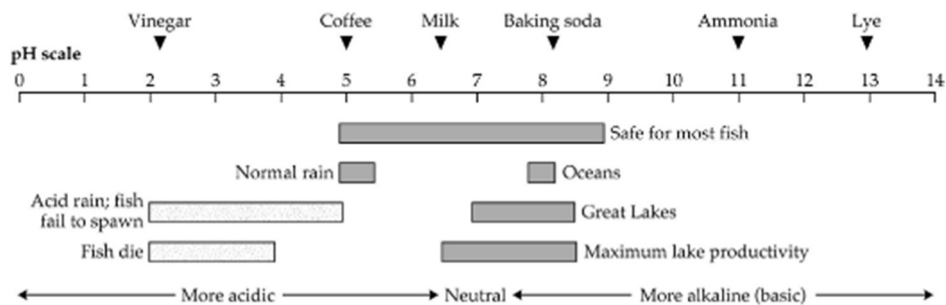 Vinegar Coffee Milk Baking soda Ammonia Lye
pH scale
0 1 2 3 4 5 6 7 8 9 10 11 12 13 14
Safe for most fish
Normal rain Oceans
Acid rain; fish
fail to spawn Great Lakes
Fish die Maximum lake productivity
More acidic Neutral More alkaline (basic)